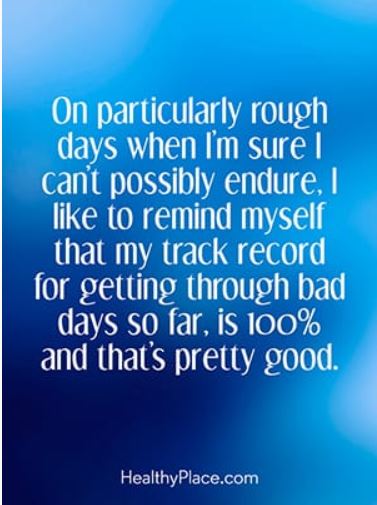 On particularly rough
days when I'm sure I
can't possibly endure, I
like to remind myself
that my track record
for getting through bad
days so far, is 100%
and that's pretty good.
HealthyPlace.com